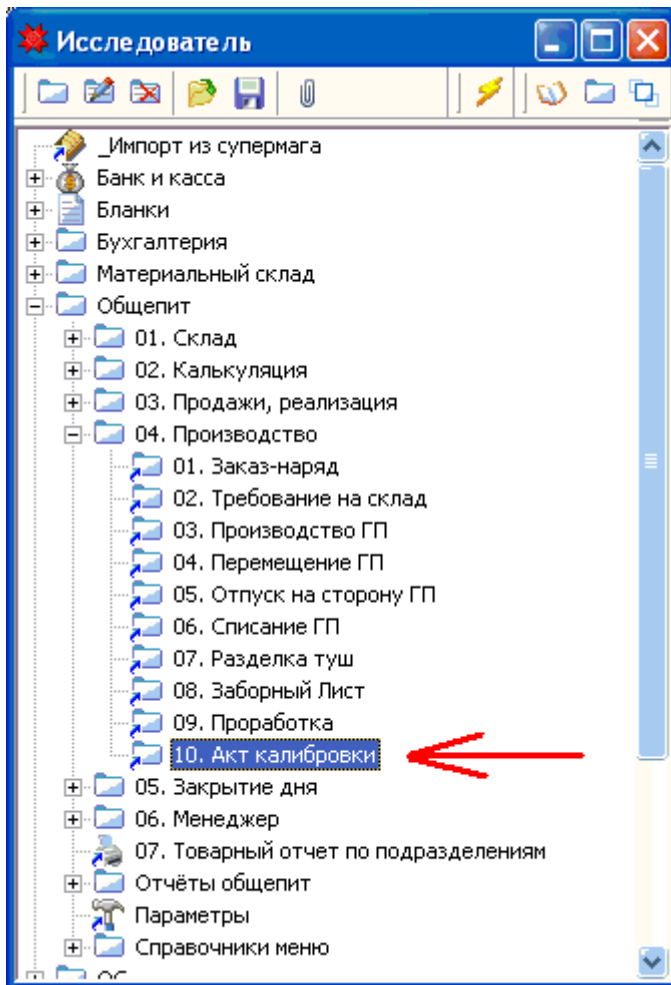 Исследователь
_Импорт из супермага
Банк и касса
Бланки
Бухгалтерия
Материальный склад
Общепит
01. Склад
02. Калькуляция
03. Продажи, реализация
04. Производство
01. Заказ-наряд
02. Требование на склад
03. Производство ГП
04. Перемещение ГП
05. Отпуск на сторону ГП
06. Списание ГП
07. Разделка туш
08. Заборный Лист
09. Проработка
10. Акт калибровки
05. Закрытие дня
06. Менеджер
07. Товарный отчет по подразделениям
Отчёты общепит
Параметры
Справочники меню